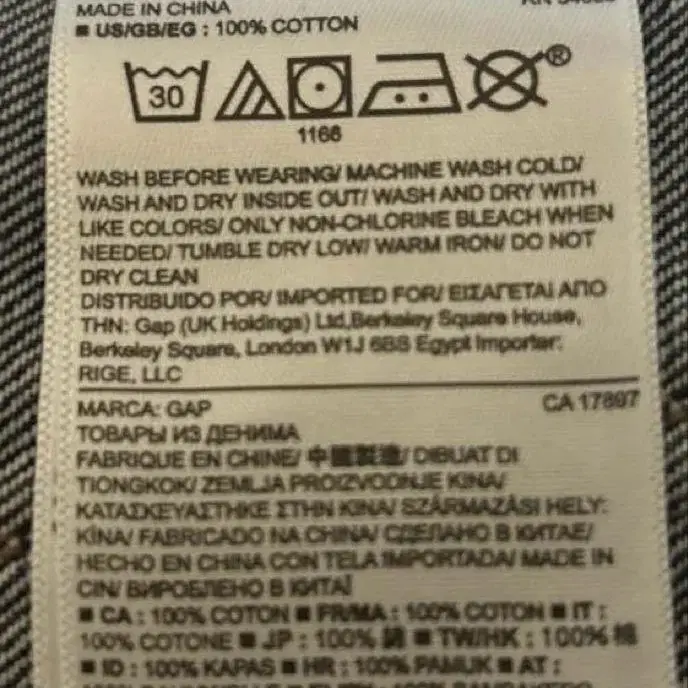 MADE IN CHINA
■ US/GB/EG : 100% COTTON
30
®
1166
WASH BEFORE WEARING/ MACHINE WASH COLD/
WASH AND DRY INSIDE OUT/ WASH AND DRY WITH
LIKE COLORS/ ONLY NON-CHLORINE BLEACH WHEN
NEEDED/ TUMBLE DRY LOW/ WARM IRON/ DO NOT
DRY CLEAN
DISTRIBUIDO POR/ IMPORTED FOR/ ΕΙΣΑΓΕΤΑΙ ΑΠΟ
ΤΗΝ: Gap (UK Holdings) Ltd,Berkeley Square House,
Berkeley Square, London W1J 6BS Egypt Importer:
RIGE, LLC
MARCA: GAP
CA 17897
ТОВАРЫ ИЗ ДЕНИМА
FABRIQUE EN CHINE/ 中國製造/ DIBUAT DI
TIONGKOK/ ZEMLJA PROIZVODNJE KINA/
ΚΑΤΑΣΚΕΥΑΣΤΗΚΕ ΣΤΗΝ ΚΙΝΑ/ SZÁRMAZÁSI HELY:
KÍNA/ FABRICADO NA CHINA/ СДЕЛАНО В КИТАЕ/
HECHO EN CHINA CON TELA IMPORTADA/ MADE IN
CIN/ ВИРОБЛЕНО В КИТАЇ
■ CA : 100% COTON ■ FR/MA : 100% COTON ■ IT :
100% COTONE ■ JP : 100% 綿 ■ TW/HK : 100% 棉
■ ID : 100% KAPAS ■ HR : 100% PAMUK ■ AT :